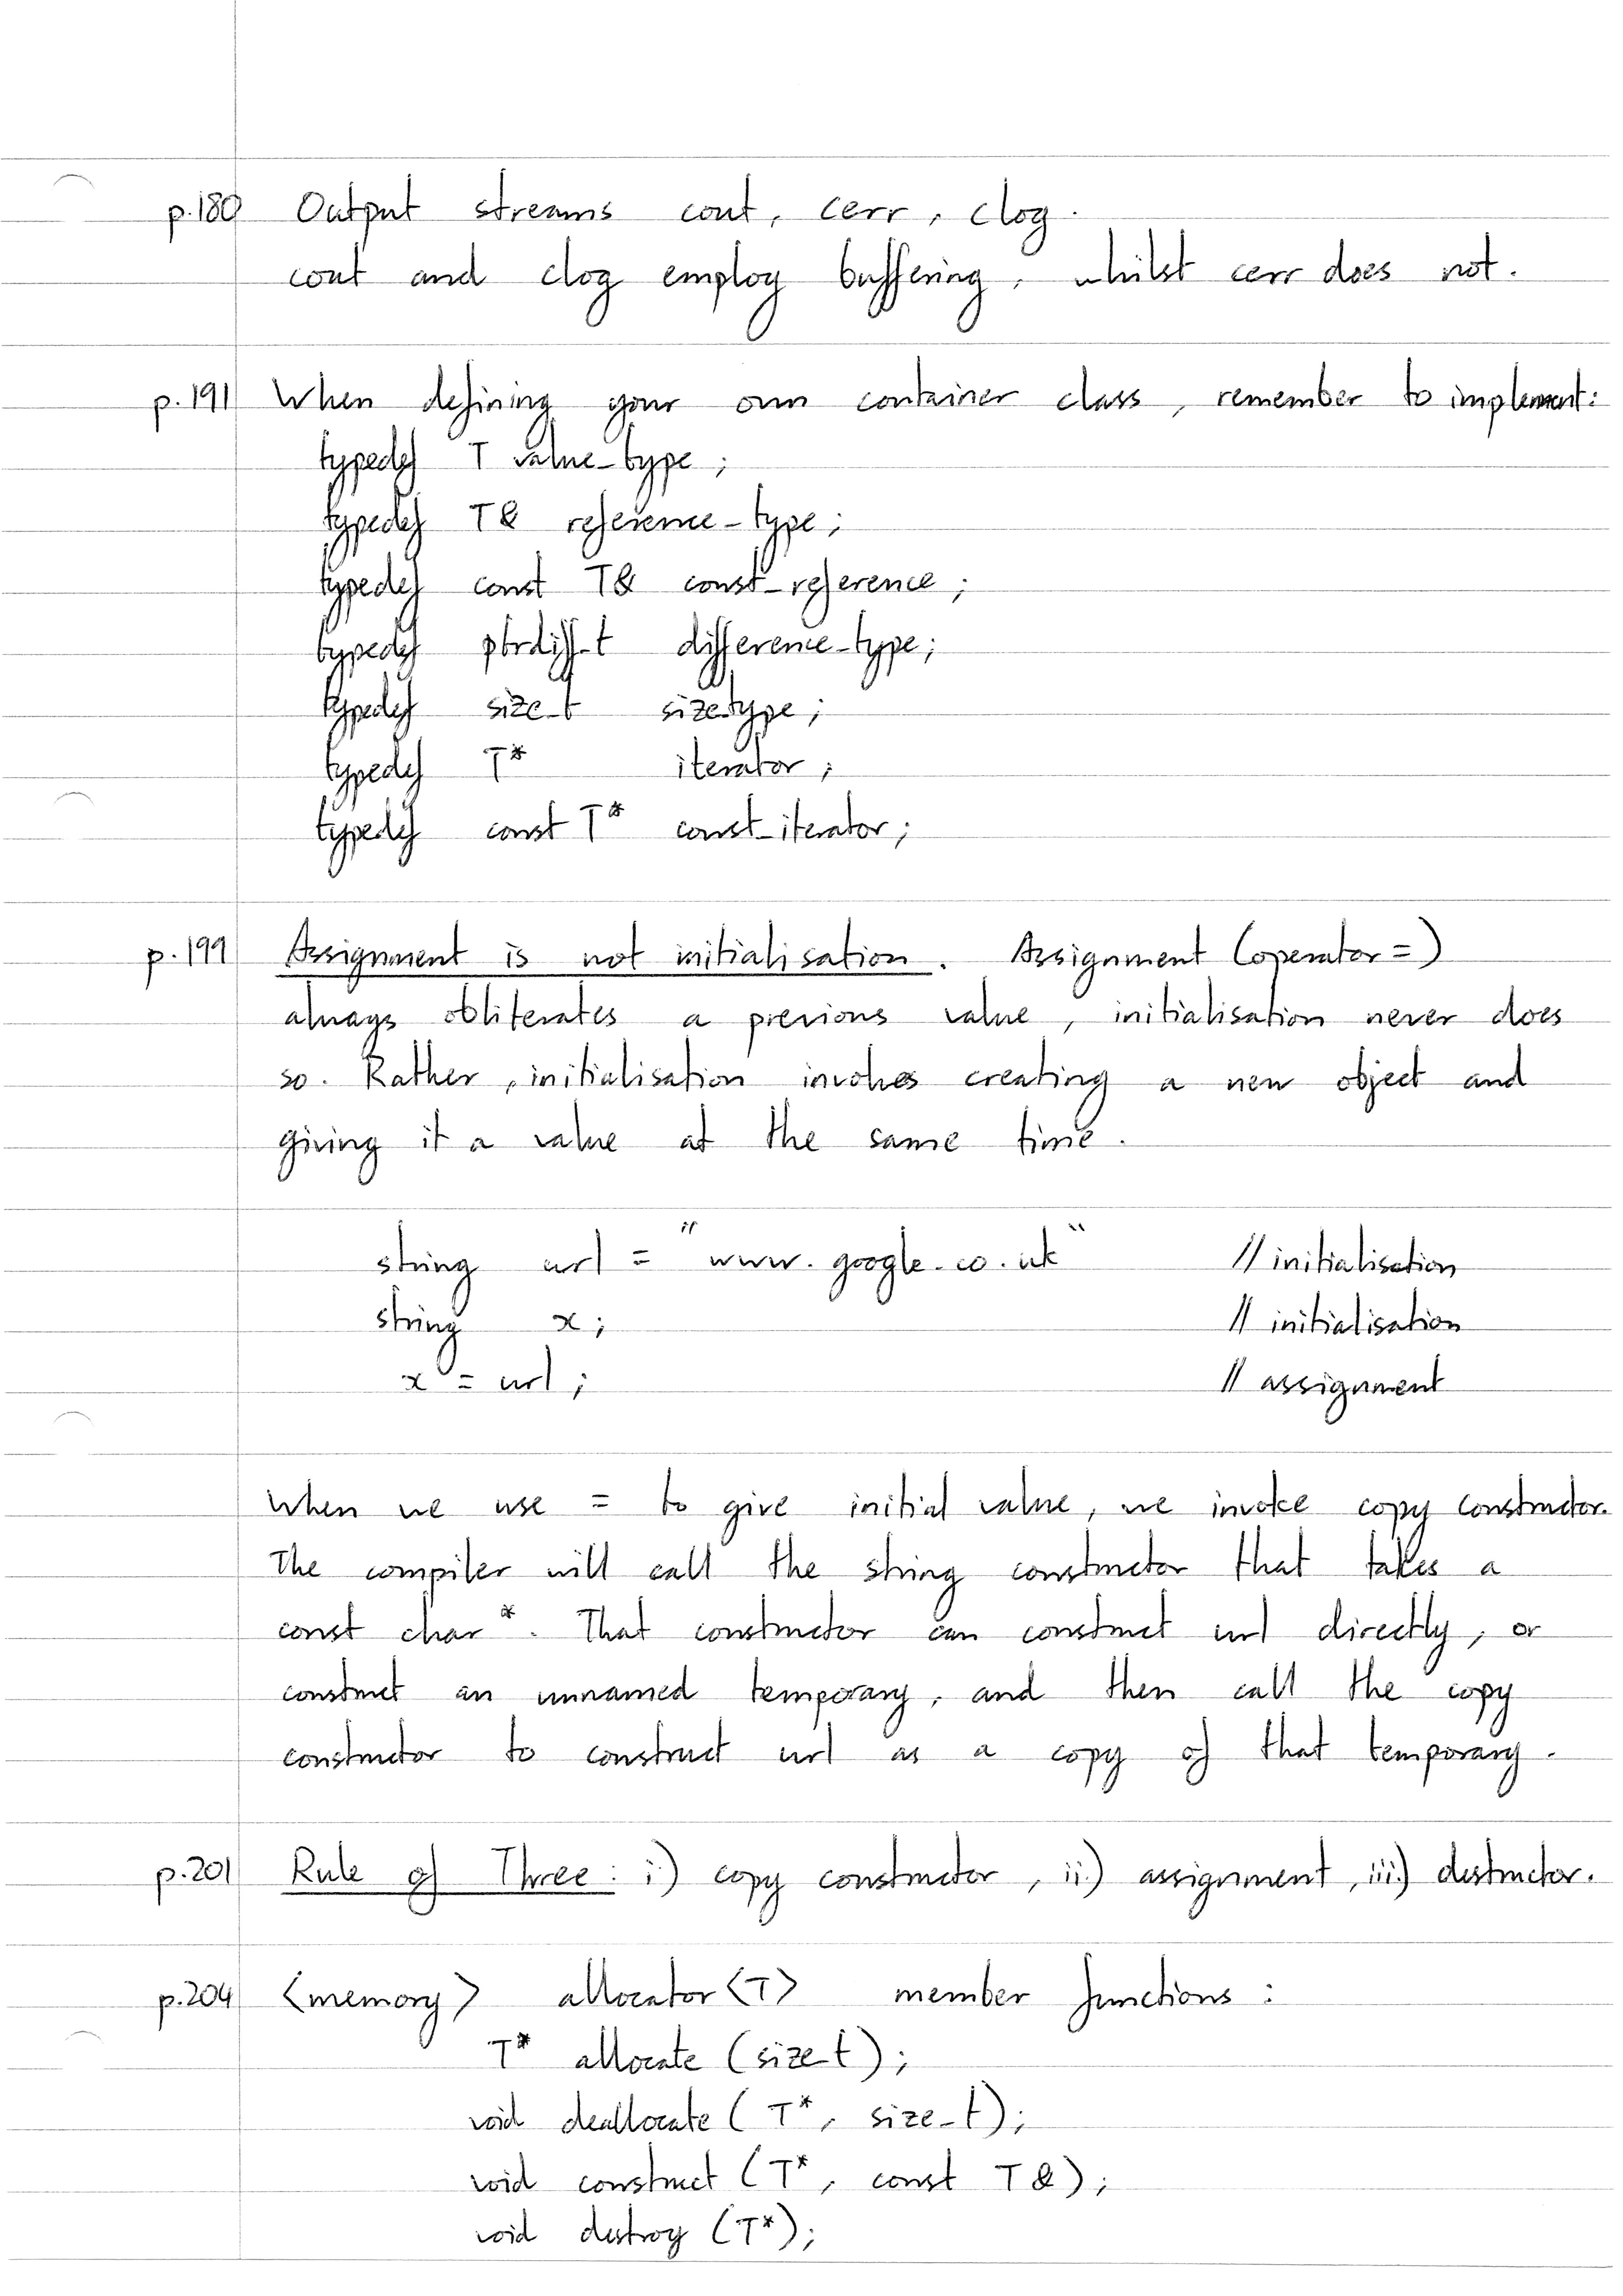 p.180 Output streams cout, cerr, clog.
cout and clog employ buffering, whilst cerr does not.
p.191 When defining your own container class, remember to implement:
typedef T value_type;
typedef T& reference_type;
typedef const T& const_reference;
typedef ptrdiff_t difference_type;
typedef size_t size_type;
typedef T* iterator;
typedef const T* const_iterator;
p.199 Assignment is not initialisation. Assignment (operator=)
always obliterates a previous value, initialisation never does
so. Rather, initialisation involves creating a new object and
giving it a value at the same time.
string url = "www.google.co.uk" // initialisation
string x; // initialisation
x = url; // assignment
When we use = to give initial value, we invoke copy constructor.
The compiler will call the string constructor that takes a
const char*. That constructor can construct url directly, or
construct an unnamed temporary, and then call the copy
constructor to construct url as a copy of that temporary.
p.201 Rule of Three: i) copy constructor, ii) assignment, iii) destructor.
p.204 <memory> allocator<T> member functions:
T* allocate (size_t);
void deallocate (T*, size_t);
void construct (T*, const T&);
void destroy (T*);